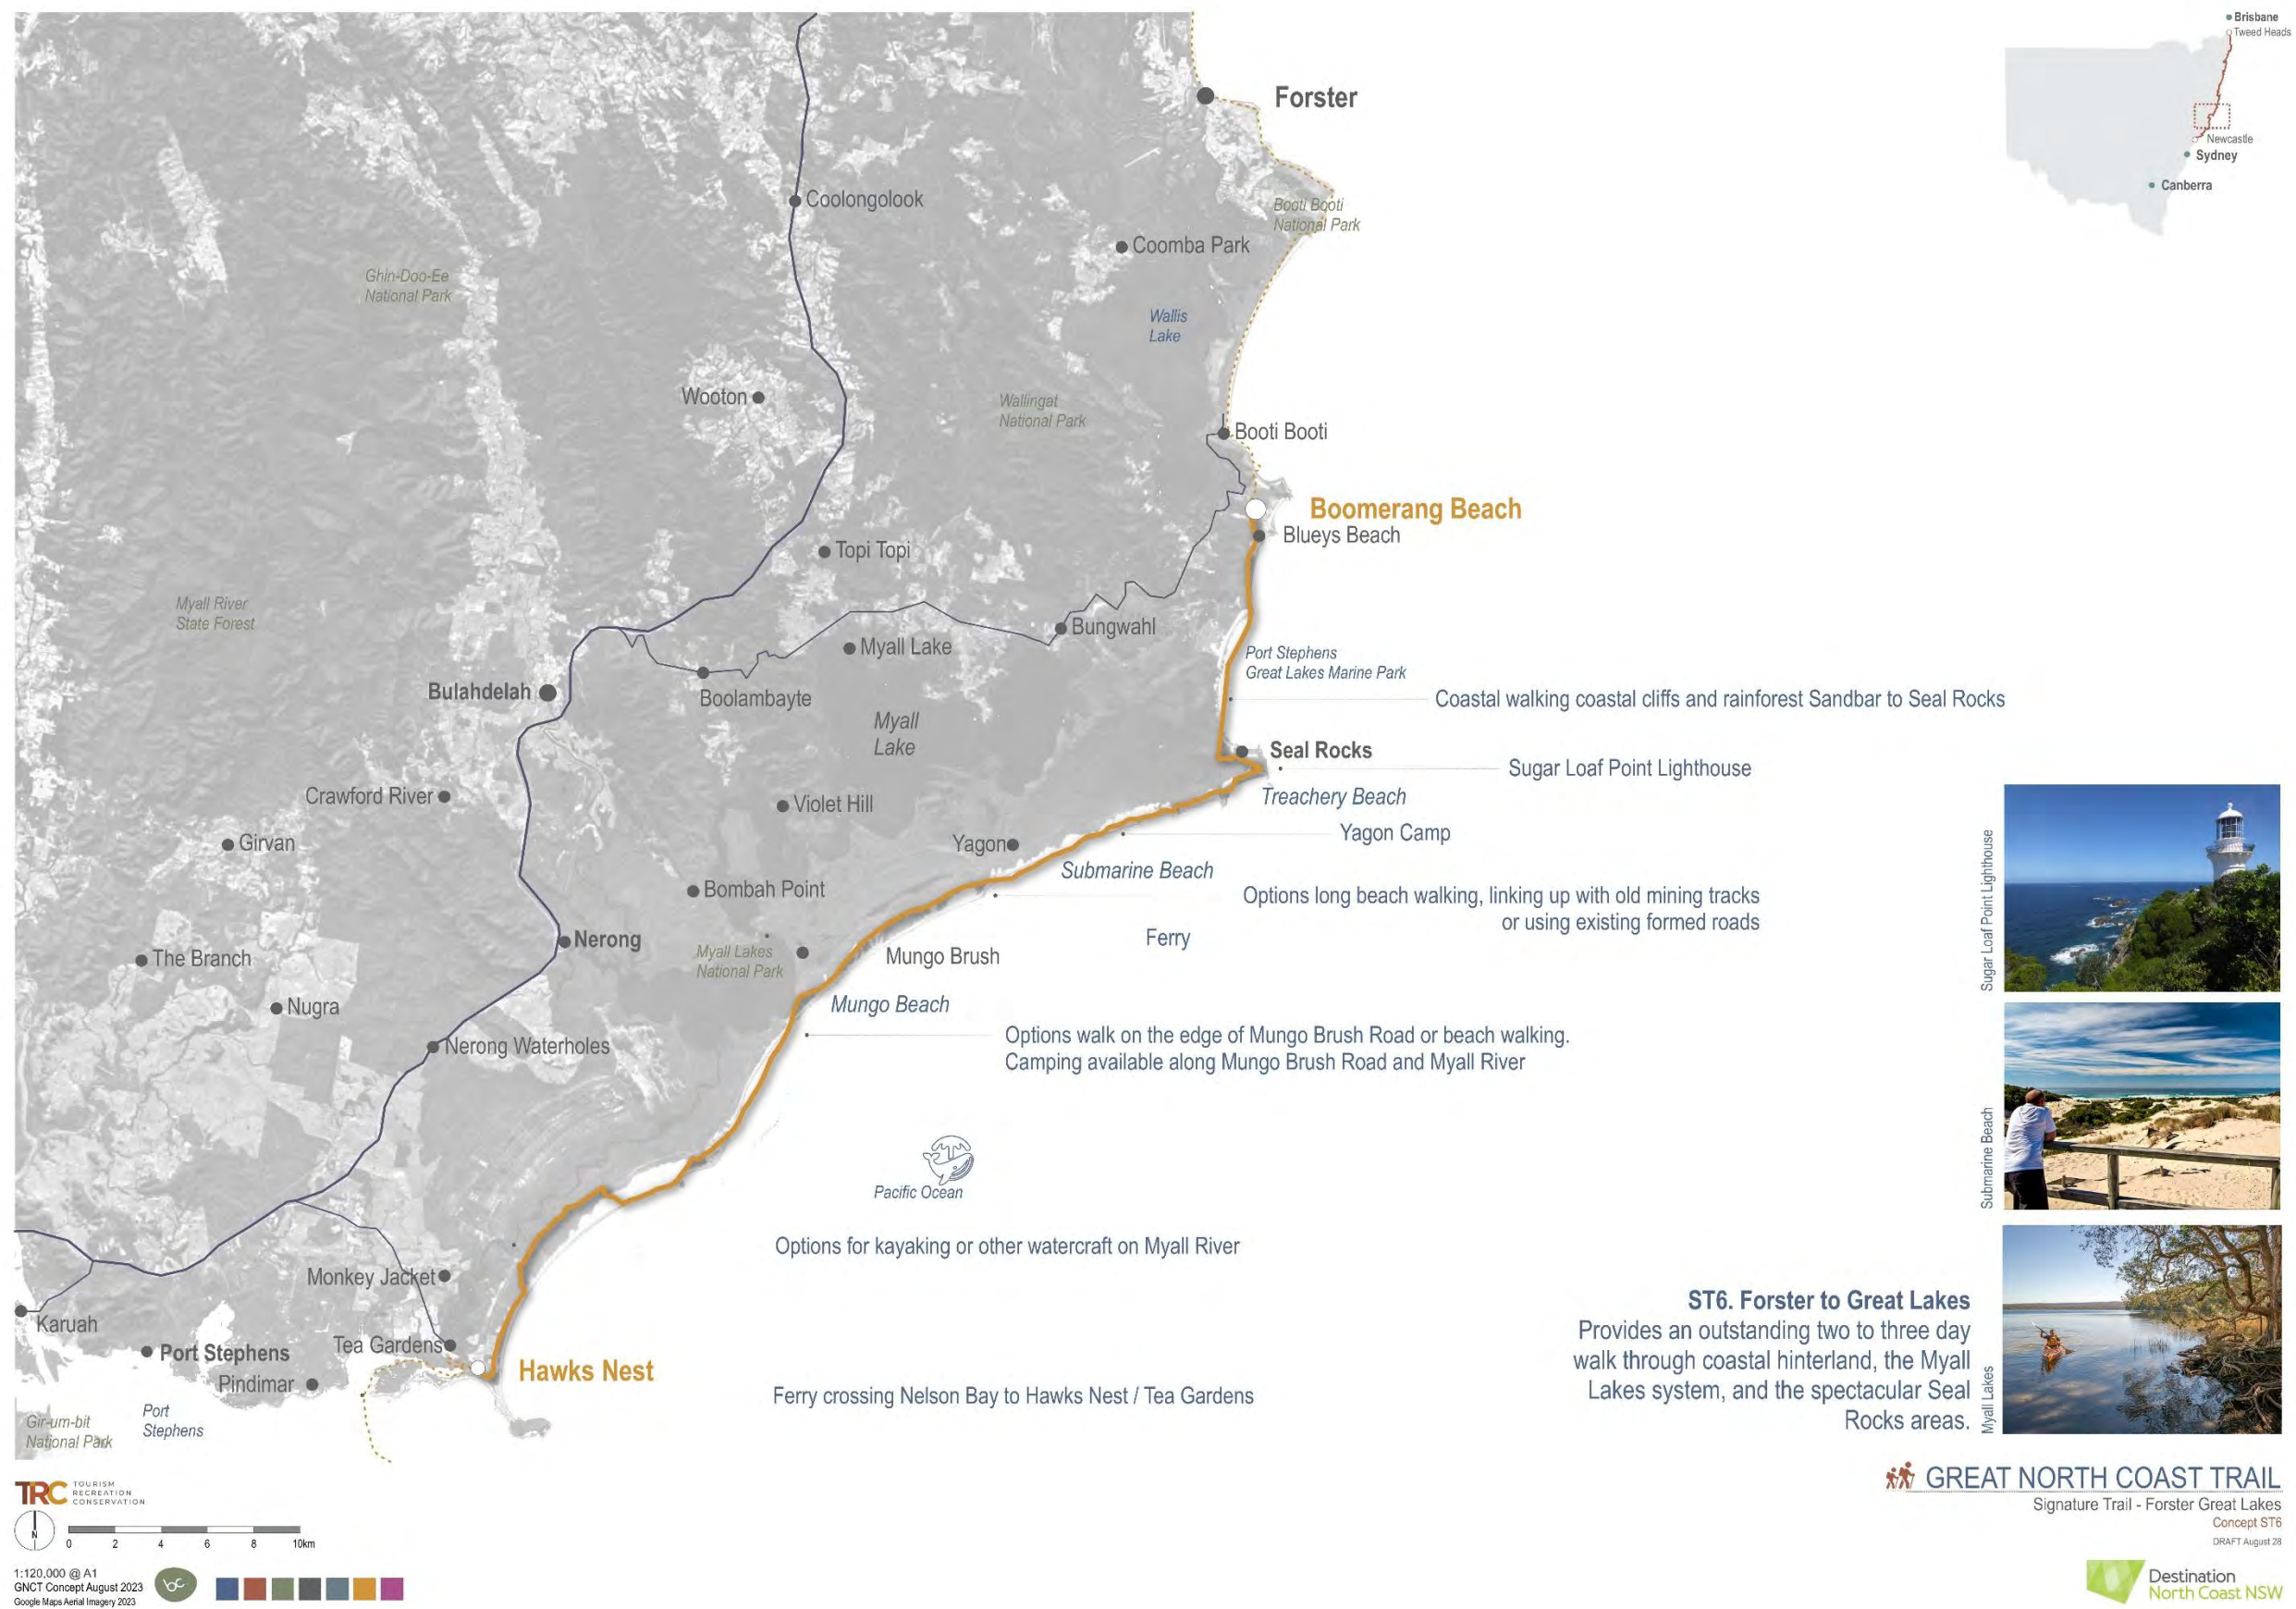 Brisbane
Tweed Heads
Newcastle
Sydney
Canberra
Forster
Coolongolook
Booti Booti
National Park
Coomba Park
Ghin-Doo-Ee
National Park
Wallis
Lake
Wooton
Wallingat
National Park
Booti Booti
Boomerang Beach
Blueys Beach
Topi Topi
Myall River
State Forest
Bungwahl
Myall Lake
Port Stephens
Great Lakes Marine Park
Bulahdelah
Boolambayte
Coastal walking coastal cliffs and rainforest Sandbar to Seal Rocks
Myall
Lake
Seal Rocks
Sugar Loaf Point Lighthouse
Crawford River
Violet Hill
Treachery Beach
Yagon Camp
Girvan
Yagon
Submarine Beach
Bombah Point
Options long beach walking, linking up with old mining tracks
or using existing formed roads
Ferry
Nerong
Myall Lakes
National Park
Mungo Brush
The Branch
Mungo Beach
Nugra
Options walk on the edge of Mungo Brush Road or beach walking.
Camping available along Mungo Brush Road and Myall River
Nerong Waterholes
Pacific Ocean
Options for kayaking or other watercraft on Myall River
Monkey Jacket
Karuah
Port Stephens
Tea Gardens
Hawks Nest
Pindimar
Ferry crossing Nelson Bay to Hawks Nest / Tea Gardens
Port
Stephens
Gir-um-bit
National Park
Sugar Loaf Point Lighthouse
Submarine Beach
Myall Lakes
ST6. Forster to Great Lakes
Provides an outstanding two to three day
walk through coastal hinterland, the Myall
Lakes system, and the spectacular Seal
Rocks areas.
GREAT NORTH COAST TRAIL
Signature Trail - Forster Great Lakes
Concept ST6
DRAFT August 28
Destination
North Coast NSW
TRC TOURISM
RECREATION
CONSERVATION
N
0 2 4 6 8 10km
1:120,000 @ A1
GNCT Concept August 2023
Google Maps Aerial Imagery 2023
bc